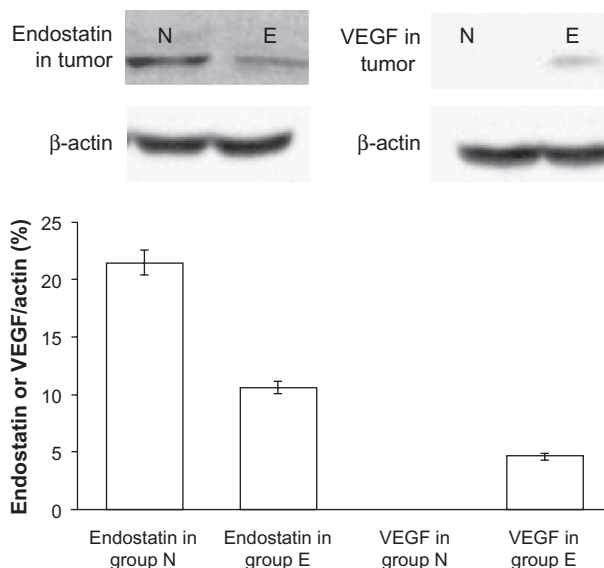 Endostatin
in tumor
N E
VEGF in
tumor
N E
β-actin
β-actin
Endostatin or VEGF/actin (%)
25
20
15
10
5
0
Endostatin in
group N
Endostatin in
group E
VEGF in
group N
VEGF in
group E